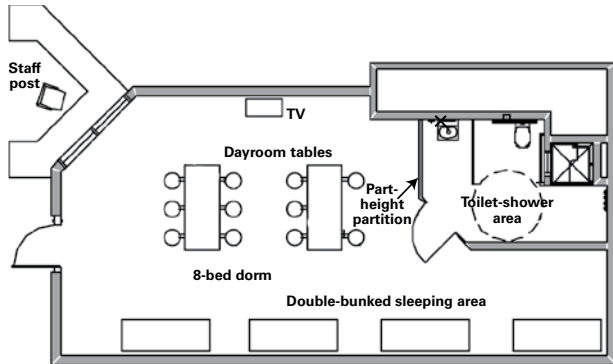 Staff
post
TV
Dayroom tables
Part-
height
partition
Toilet-shower
area
8-bed dorm
Double-bunked sleeping area